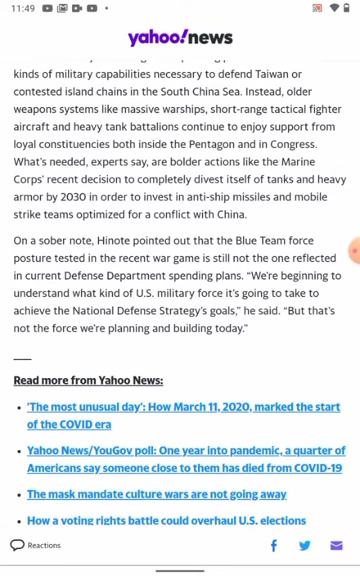 11:49
yahoo!news
kinds of military capabilities necessary to defend Taiwan or
contested island chains in the South China Sea. Instead, older
weapons systems like massive warships, short-range tactical fighter
aircraft and heavy tank battalions continue to enjoy support from
loyal constituencies both inside the Pentagon and in Congress.
What's needed, experts say, are bolder actions like the Marine
Corps' recent decision to completely divest itself of tanks and heavy
armor by 2030 in order to invest in anti-ship missiles and mobile
strike teams optimized for a conflict with China.
On a sober note, Hinote pointed out that the Blue Team force
posture tested in the recent war game is still not the one reflected
in current Defense Department spending plans. “We're beginning to
understand what kind of U.S. military force it's going to take to
achieve the National Defense Strategy's goals,” he said. “But that's
not the force we're planning and building today.”
Read more from Yahoo News:
• 'The most unusual day': How March 11, 2020, marked the start
of the COVID era
• Yahoo News/YouGov poll: One year into pandemic, a quarter of
Americans say someone close to them has died from COVID-19
• The mask mandate culture wars are not going away
• How a voting rights battle could overhaul U.S. elections
Reactions